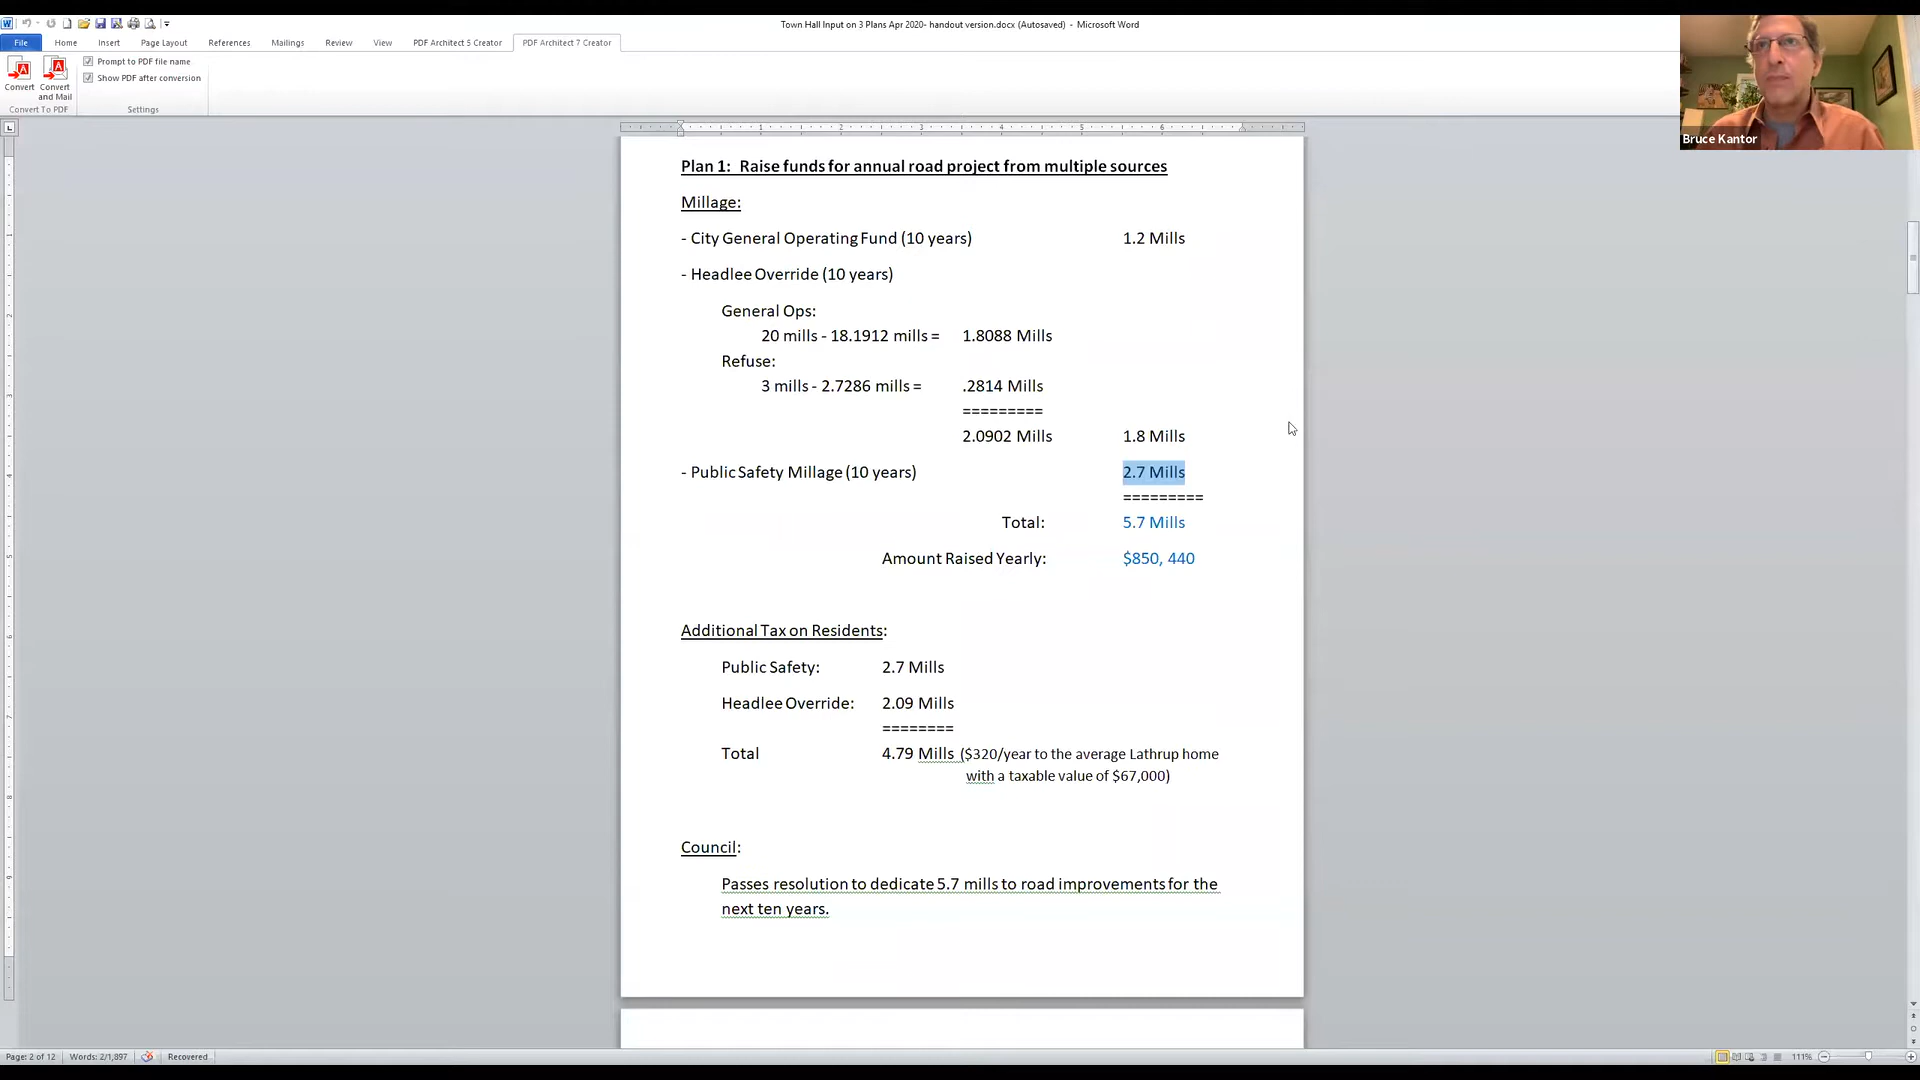 Town Hall Input on 3 Plans Apr 2020- handout version.docx (Autosaved) - Microsoft Word
File Home Insert Page Layout References Mailings Review View PDF Architect 5 Creator PDF Architect 7 Creator
Convert
Convert and Mail
Prompt to PDF file name
Show PDF after conversion
Convert To PDF
Settings
Bruce Kantor
Plan 1: Raise funds for annual road project from multiple sources
Millage:
- City General Operating Fund (10 years) 1.2 Mills
- Headlee Override (10 years)
General Ops:
20 mills - 18.1912 mills = 1.8088 Mills
Refuse:
3 mills - 2.7286 mills = .2814 Mills
=========
2.0902 Mills 1.8 Mills
- Public Safety Millage (10 years) 2.7 Mills
=========
Total: 5.7 Mills
Amount Raised Yearly: $850, 440
Additional Tax on Residents:
Public Safety: 2.7 Mills
Headlee Override: 2.09 Mills
========
Total 4.79 Mills ($320/year to the average Lathrup home
with a taxable value of $67,000)
Council:
Passes resolution to dedicate 5.7 mills to road improvements for the
next ten years.
Page: 2 of 12 Words: 2/1,897 Recovered 111%